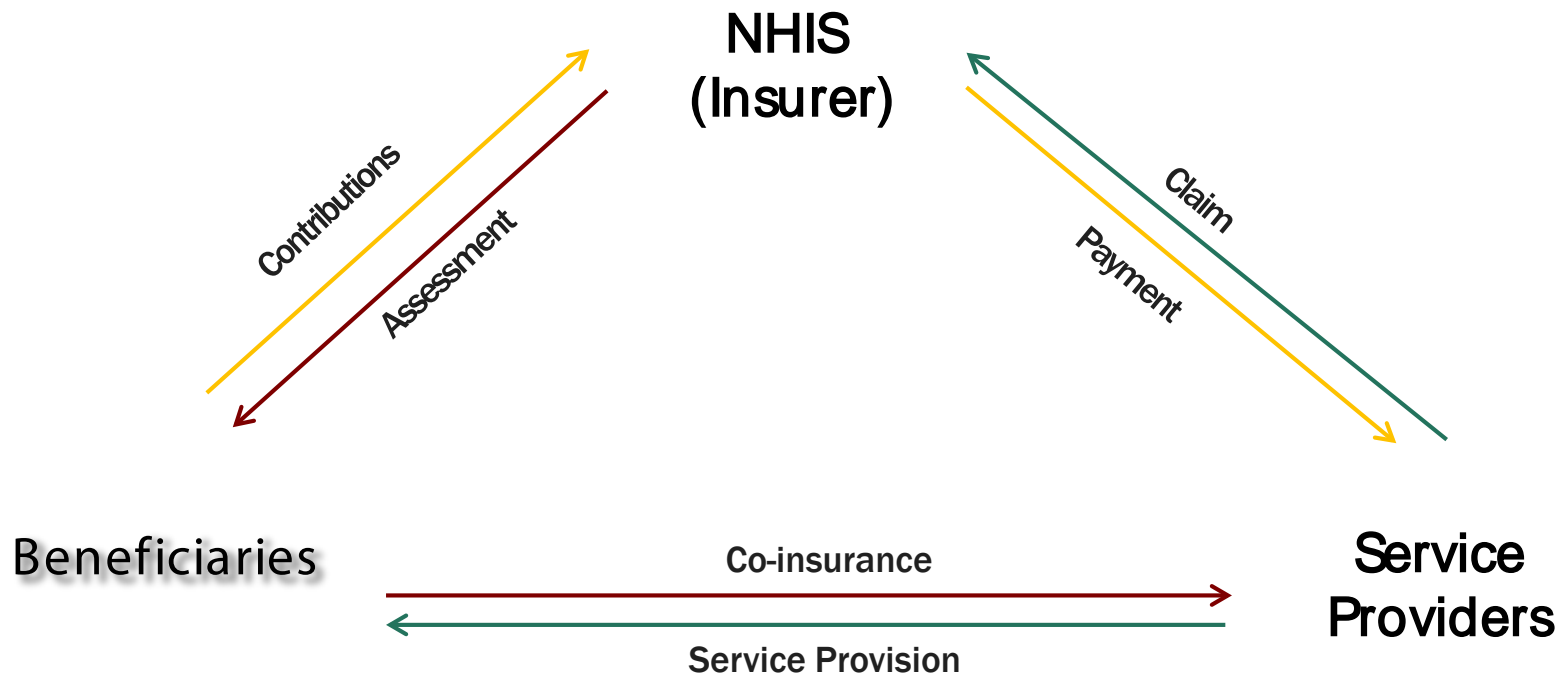 NHIS
(Insurer)
Contributions
Assessment
Claim
Payment
Beneficiaries
Co-insurance
Service
Providers
Service Provision